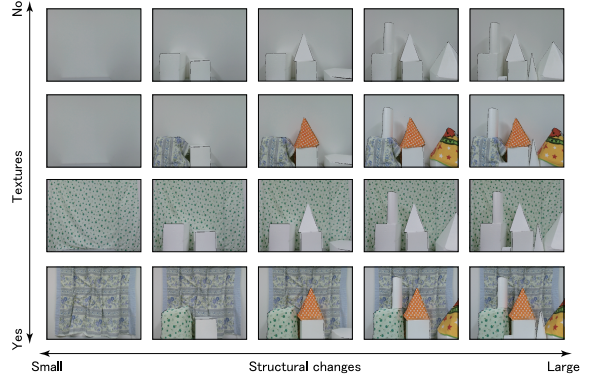 No
Textures
Yes
Small
Structural changes
Large